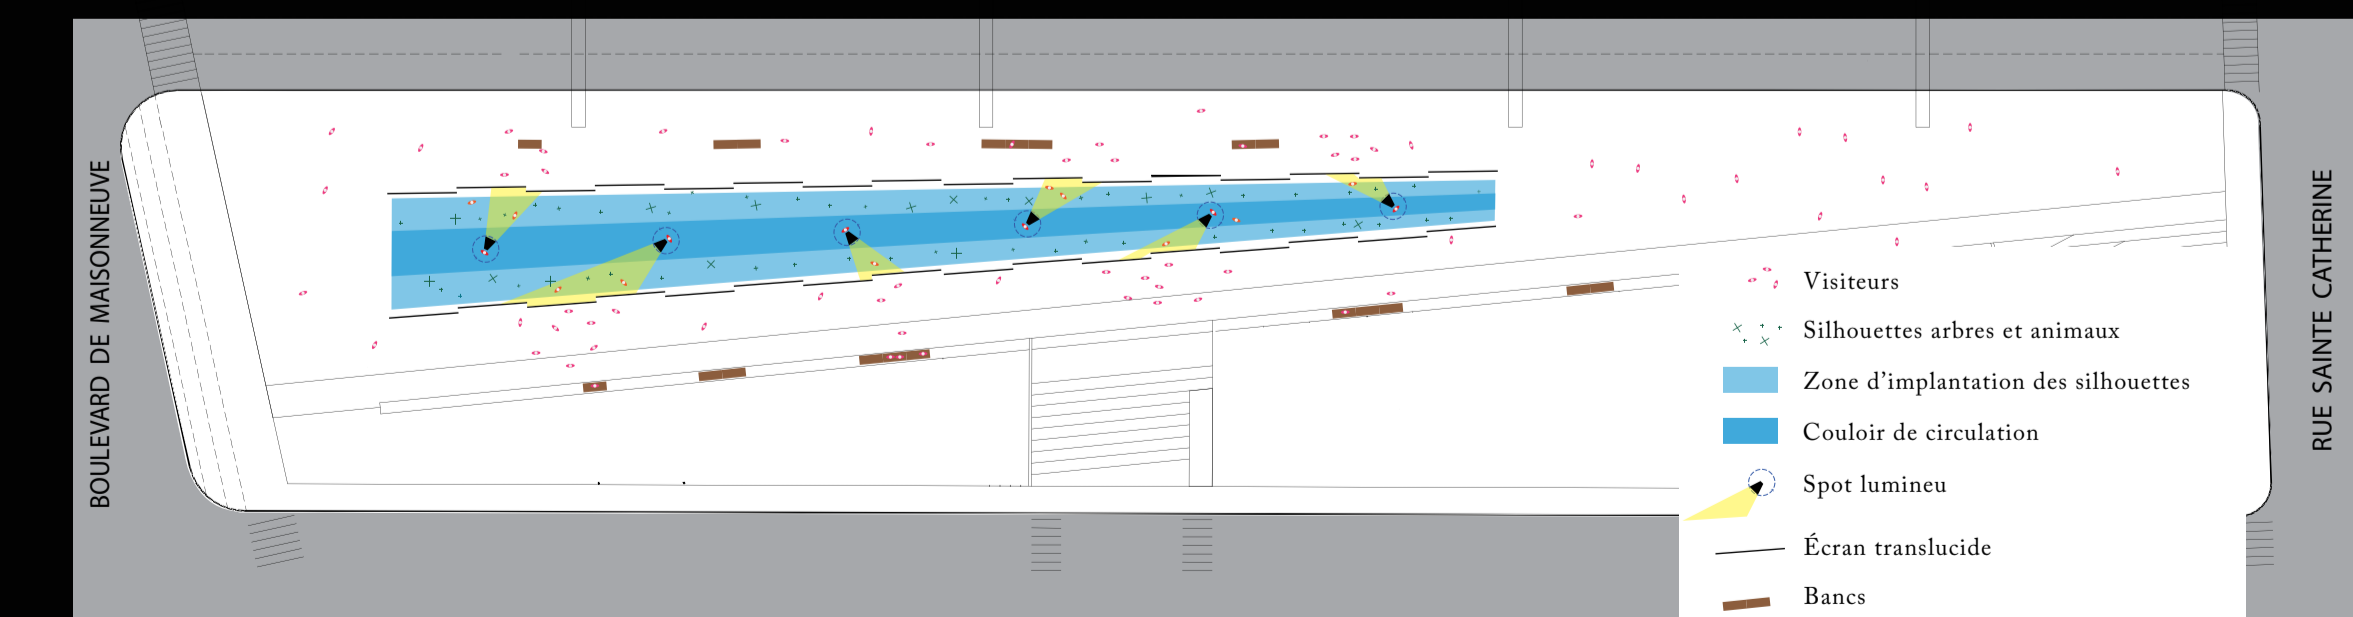 BOULEVARD DE MAISONNEUVE
RUE SAINTE CATHERINE
Visiteurs
Silhouettes arbres et animaux
Zone d’implantation des silhouettes
Couloir de circulation
Spot lumineu
Écran translucide
Bancs